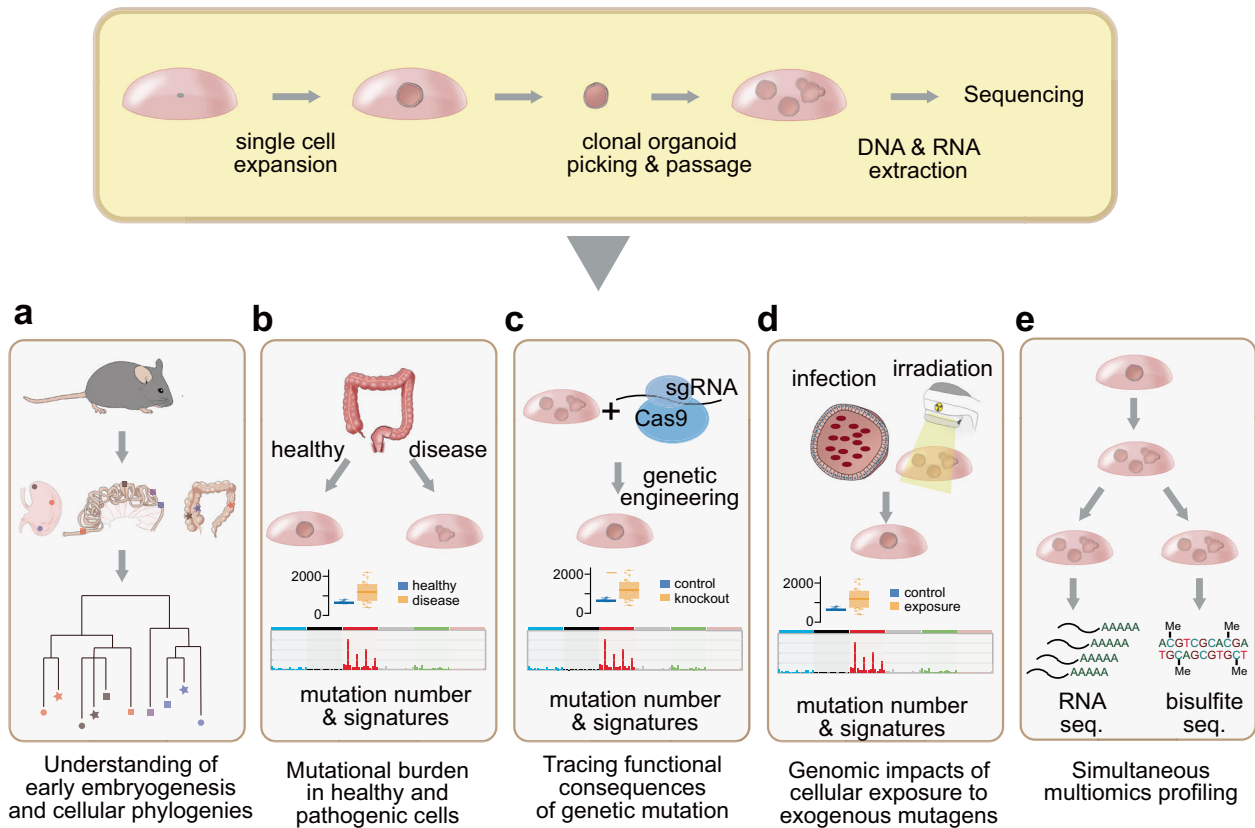 single cell
expansion
clonal organoid
picking & passage
DNA & RNA
extraction
Sequencing
a
healthy
disease
Understanding of
early embryogenesis
and cellular phylogenies
b
healthy
disease
2000
0
healthy
disease
mutation number
& signatures
Mutational burden
in healthy and
pathogenic cells
c
sgRNA
Cas9
+
genetic
engineering
2000
0
control
knockout
mutation number
& signatures
Tracing functional
consequences
of genetic mutation
d
infection
irradiation
2000
0
control
exposure
mutation number
& signatures
Genomic impacts of
cellular exposure to
exogenous mutagens
e
AAAAA
AAAAA
AAAAA
AAAAA
RNA
seq.
Me
Me
ACGTCGCACGA
TGCAGCGTGCT
Me
Me
bisulfite
seq.
Simultaneous
multiomics profiling